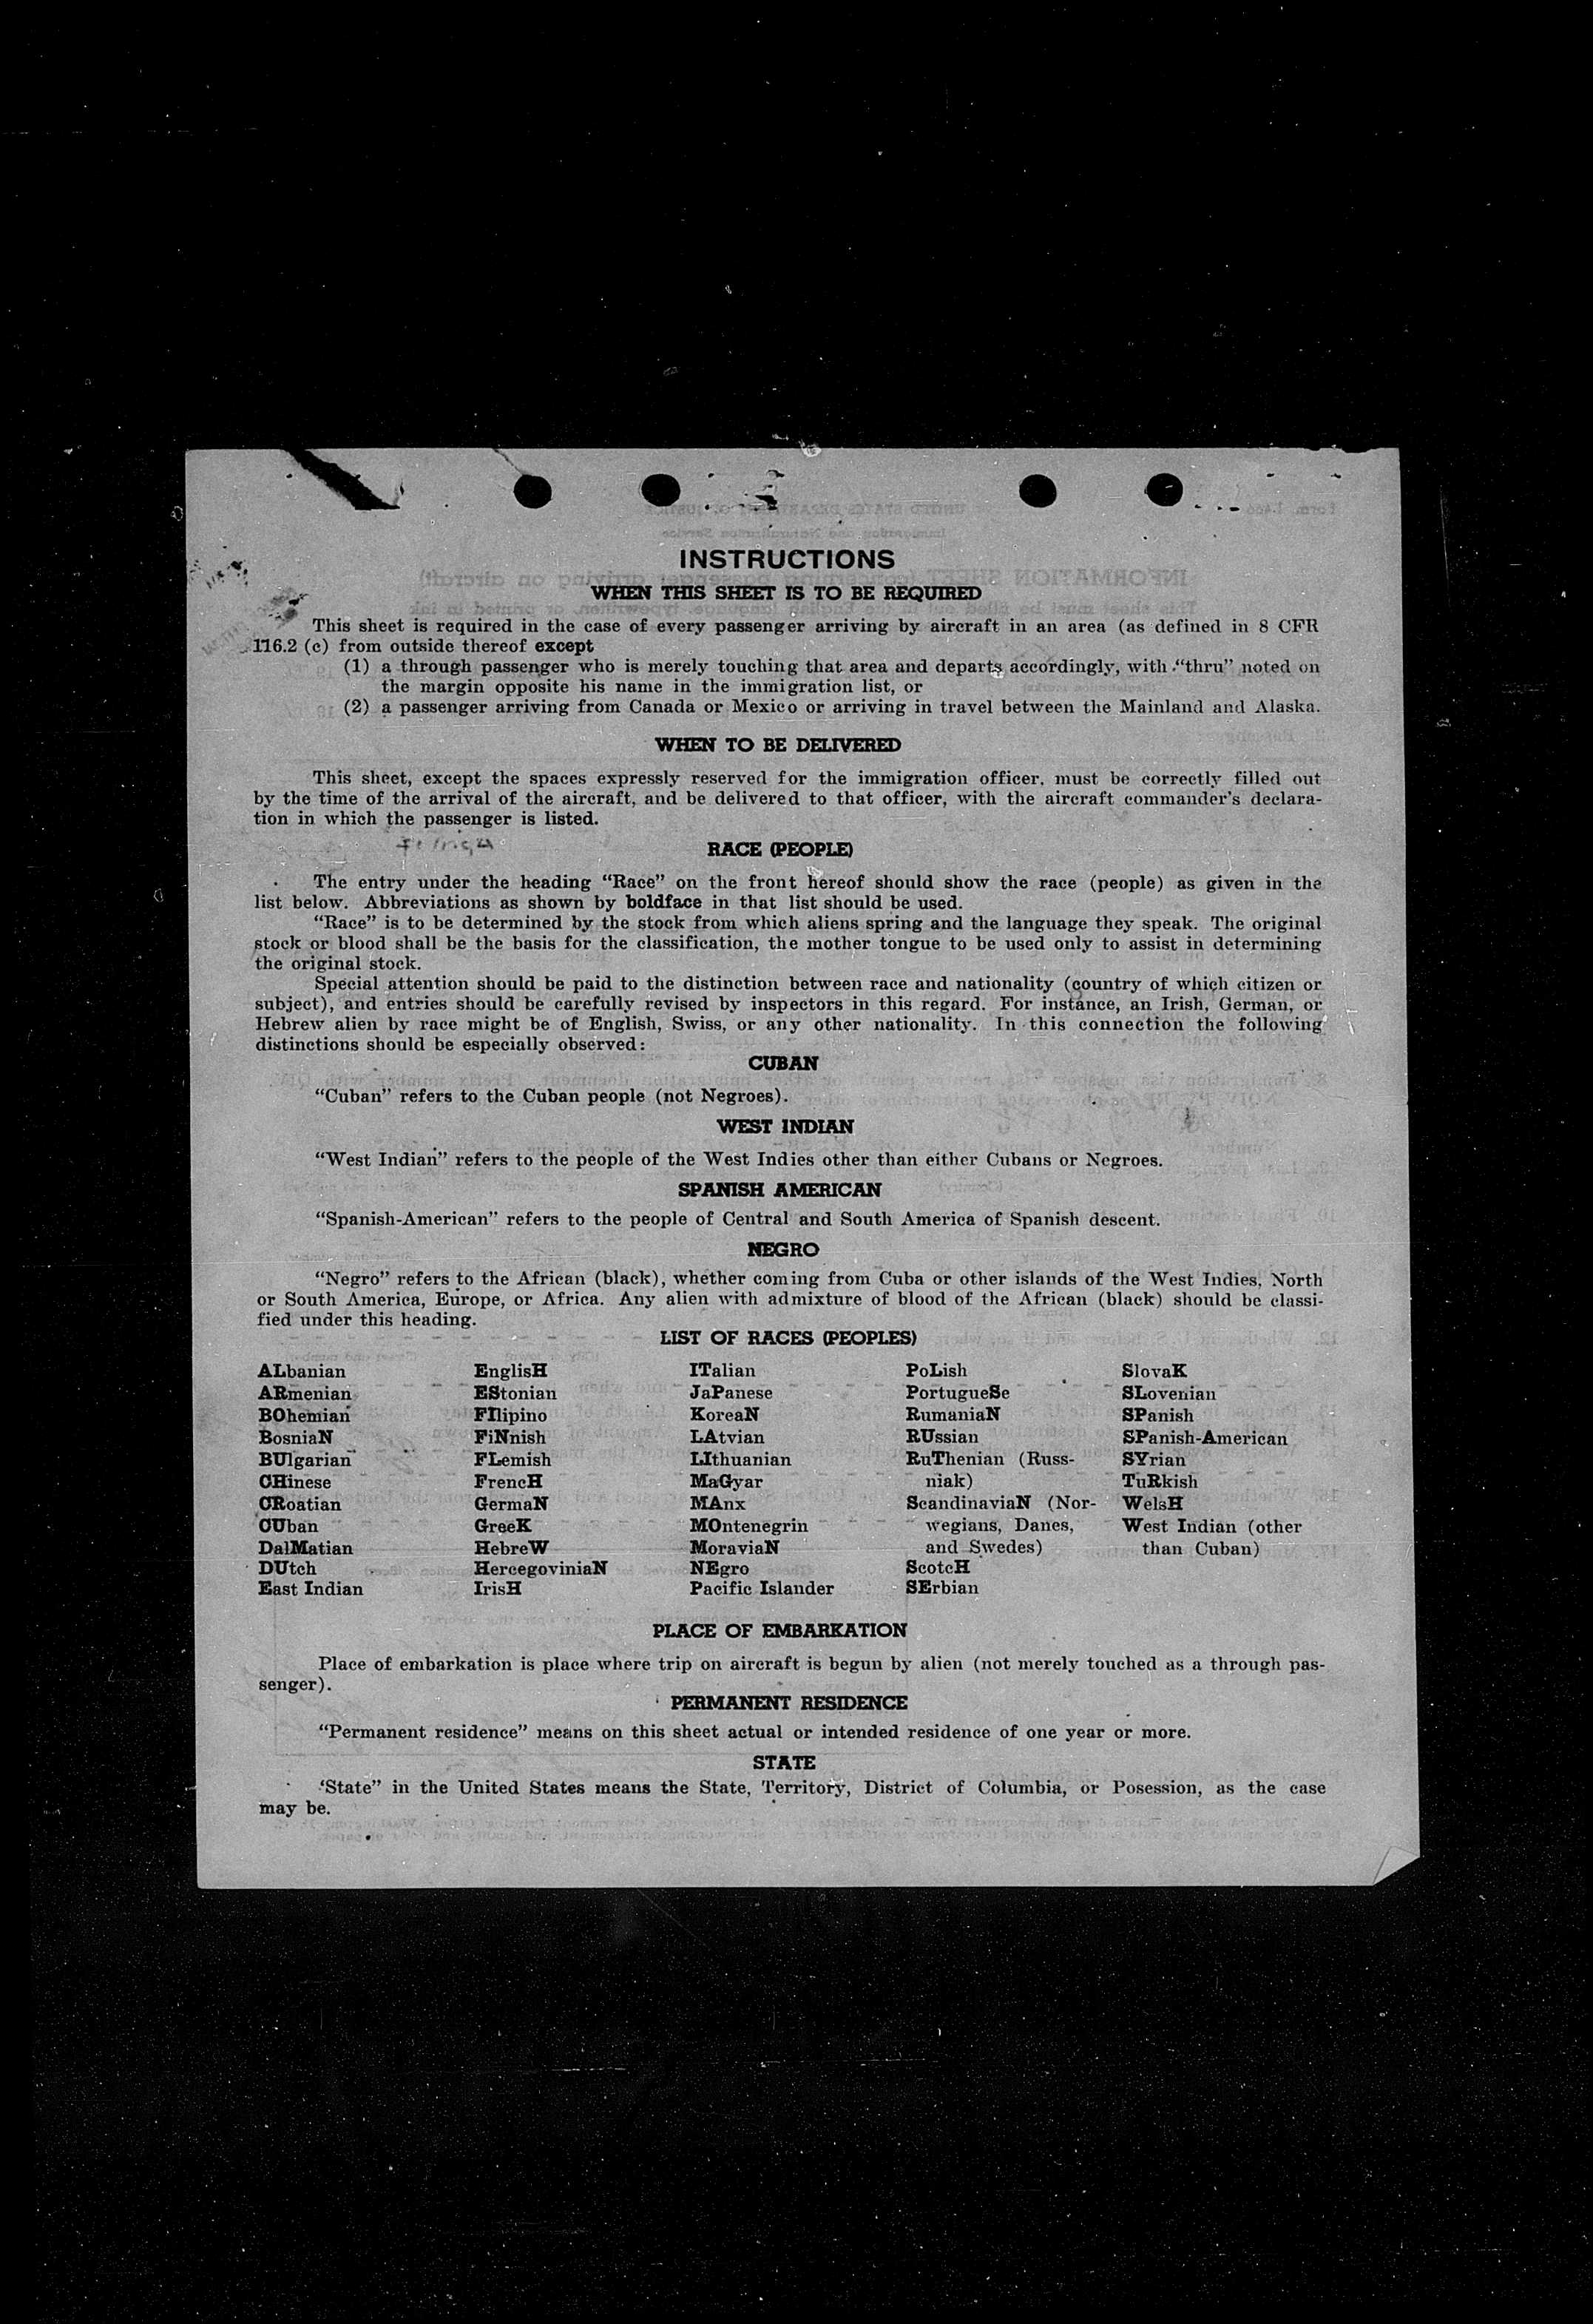 INSTRUCTIONS
WHEN THIS SHEET IS TO BE REQUIRED
This sheet is required in the case of every passenger arriving by aircraft in an area (as defined in 8 CFR
116.2 (c) from outside thereof except
(1) a through passenger who is merely touching that area and departs accordingly, with "thru" noted on
the margin opposite his name in the immigration list, or
(2) a passenger arriving from Canada or Mexico or arriving in travel between the Mainland and Alaska.
WHEN TO BE DELIVERED
This sheet, except the spaces expressly reserved for the immigration officer, must be correctly filled out
by the time of the arrival of the aircraft, and be delivered to that officer, with the aircraft commander's declara-
tion in which the passenger is listed.
RACE (PEOPLE)
The entry under the heading "Race" on the front hereof should show the race (people) as given in the
list below. Abbreviations as shown by boldface in that list should be used.
"Race" is to be determined by the stock from which aliens spring and the language they speak. The original
stock or blood shall be the basis for the classification, the mother tongue to be used only to assist in determining
the original stock.
Special attention should be paid to the distinction between race and nationality (country of which citizen or
subject), and entries should be carefully revised by inspectors in this regard. For instance, an Irish, German, or
Hebrew alien by race might be of English, Swiss, or any other nationality. In this connection the following
distinctions should be especially observed:
CUBAN
"Cuban" refers to the Cuban people (not Negroes).
WEST INDIAN
"West Indian" refers to the people of the West Indies other than either Cubans or Negroes.
SPANISH AMERICAN
"Spanish-American" refers to the people of Central and South America of Spanish descent.
NEGRO
"Negro" refers to the African (black), whether coming from Cuba or other islands of the West Indies, North
or South America, Europe, or Africa. Any alien with admixture of blood of the African (black) should be classi-
fied under this heading.
LIST OF RACES (PEOPLES)
ALbanian
ARmenian
BOhemian
BosniaN
BUlgarian
CHinese
CRoatian
CUban
DalMatian
DUtch
East Indian
EnglisH
EStonian
FIlipino
FiNnish
FLemish
FrencH
GermaN
GreeK
HebreW
HercegoviniaN
IrisH
ITalian
JaPanese
KoreaN
LAtvian
LIthuanian
MaGyar
MAnx
MOntenegrin
MoraviaN
NEgro
Pacific Islander
PoLish
PortugueSe
RumaniaN
RUssian
RuThenian (Russ-
niak)
ScandinaviaN (Nor-
wegians, Danes,
and Swedes)
ScotcH
SErbian
SlovaK
SLovenian
SPanish
SPanish-American
SYrian
TuRkish
WelsH
West Indian (other
than Cuban)
PLACE OF EMBARKATION
Place of embarkation is place where trip on aircraft is begun by alien (not merely touched as a through pas-
senger).
PERMANENT RESIDENCE
"Permanent residence" means on this sheet actual or intended residence of one year or more.
STATE
'State" in the United States means the State, Territory, District of Columbia, or Posession, as the case
may be.